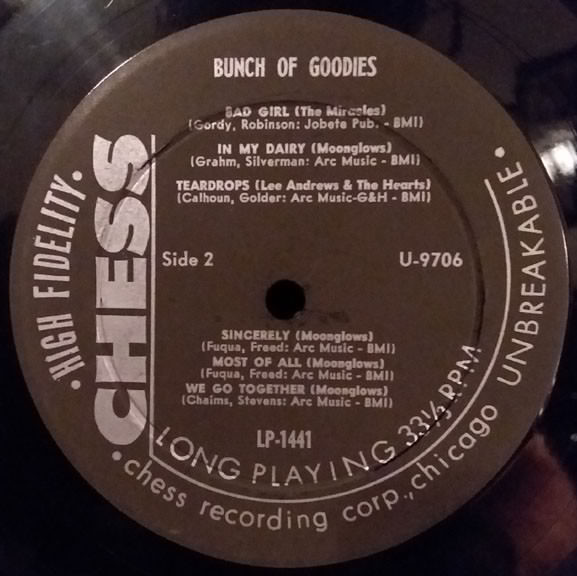 BUNCH OF GOODIES
BAD GIRL (The Miracles)
(Gordy, Robinson: Jobete Pub. - BMI)
IN MY DAIRY (Moonglows)
(Grahm, Silverman: Arc Music - BMI)
TEARDROPS (Lee Andrews & The Hearts)
(Calhoun, Golder: Arc Music-G&H - BMI)
•HIGH FIDELITY•
CHESS
Side 2
U-9706
UNBREAKABLE•
SINCERELY (Moonglows)
(Fuqua, Freed: Arc Music - BMI)
MOST OF ALL (Moonglows)
(Fuqua, Freed: Arc Music - BMI)
WE GO TOGETHER (Moonglows)
(Chaims, Stevens: Arc Music - BMI)
LP-1441
LONG PLAYING 33⅓ RPM
•chess recording corp., chicago